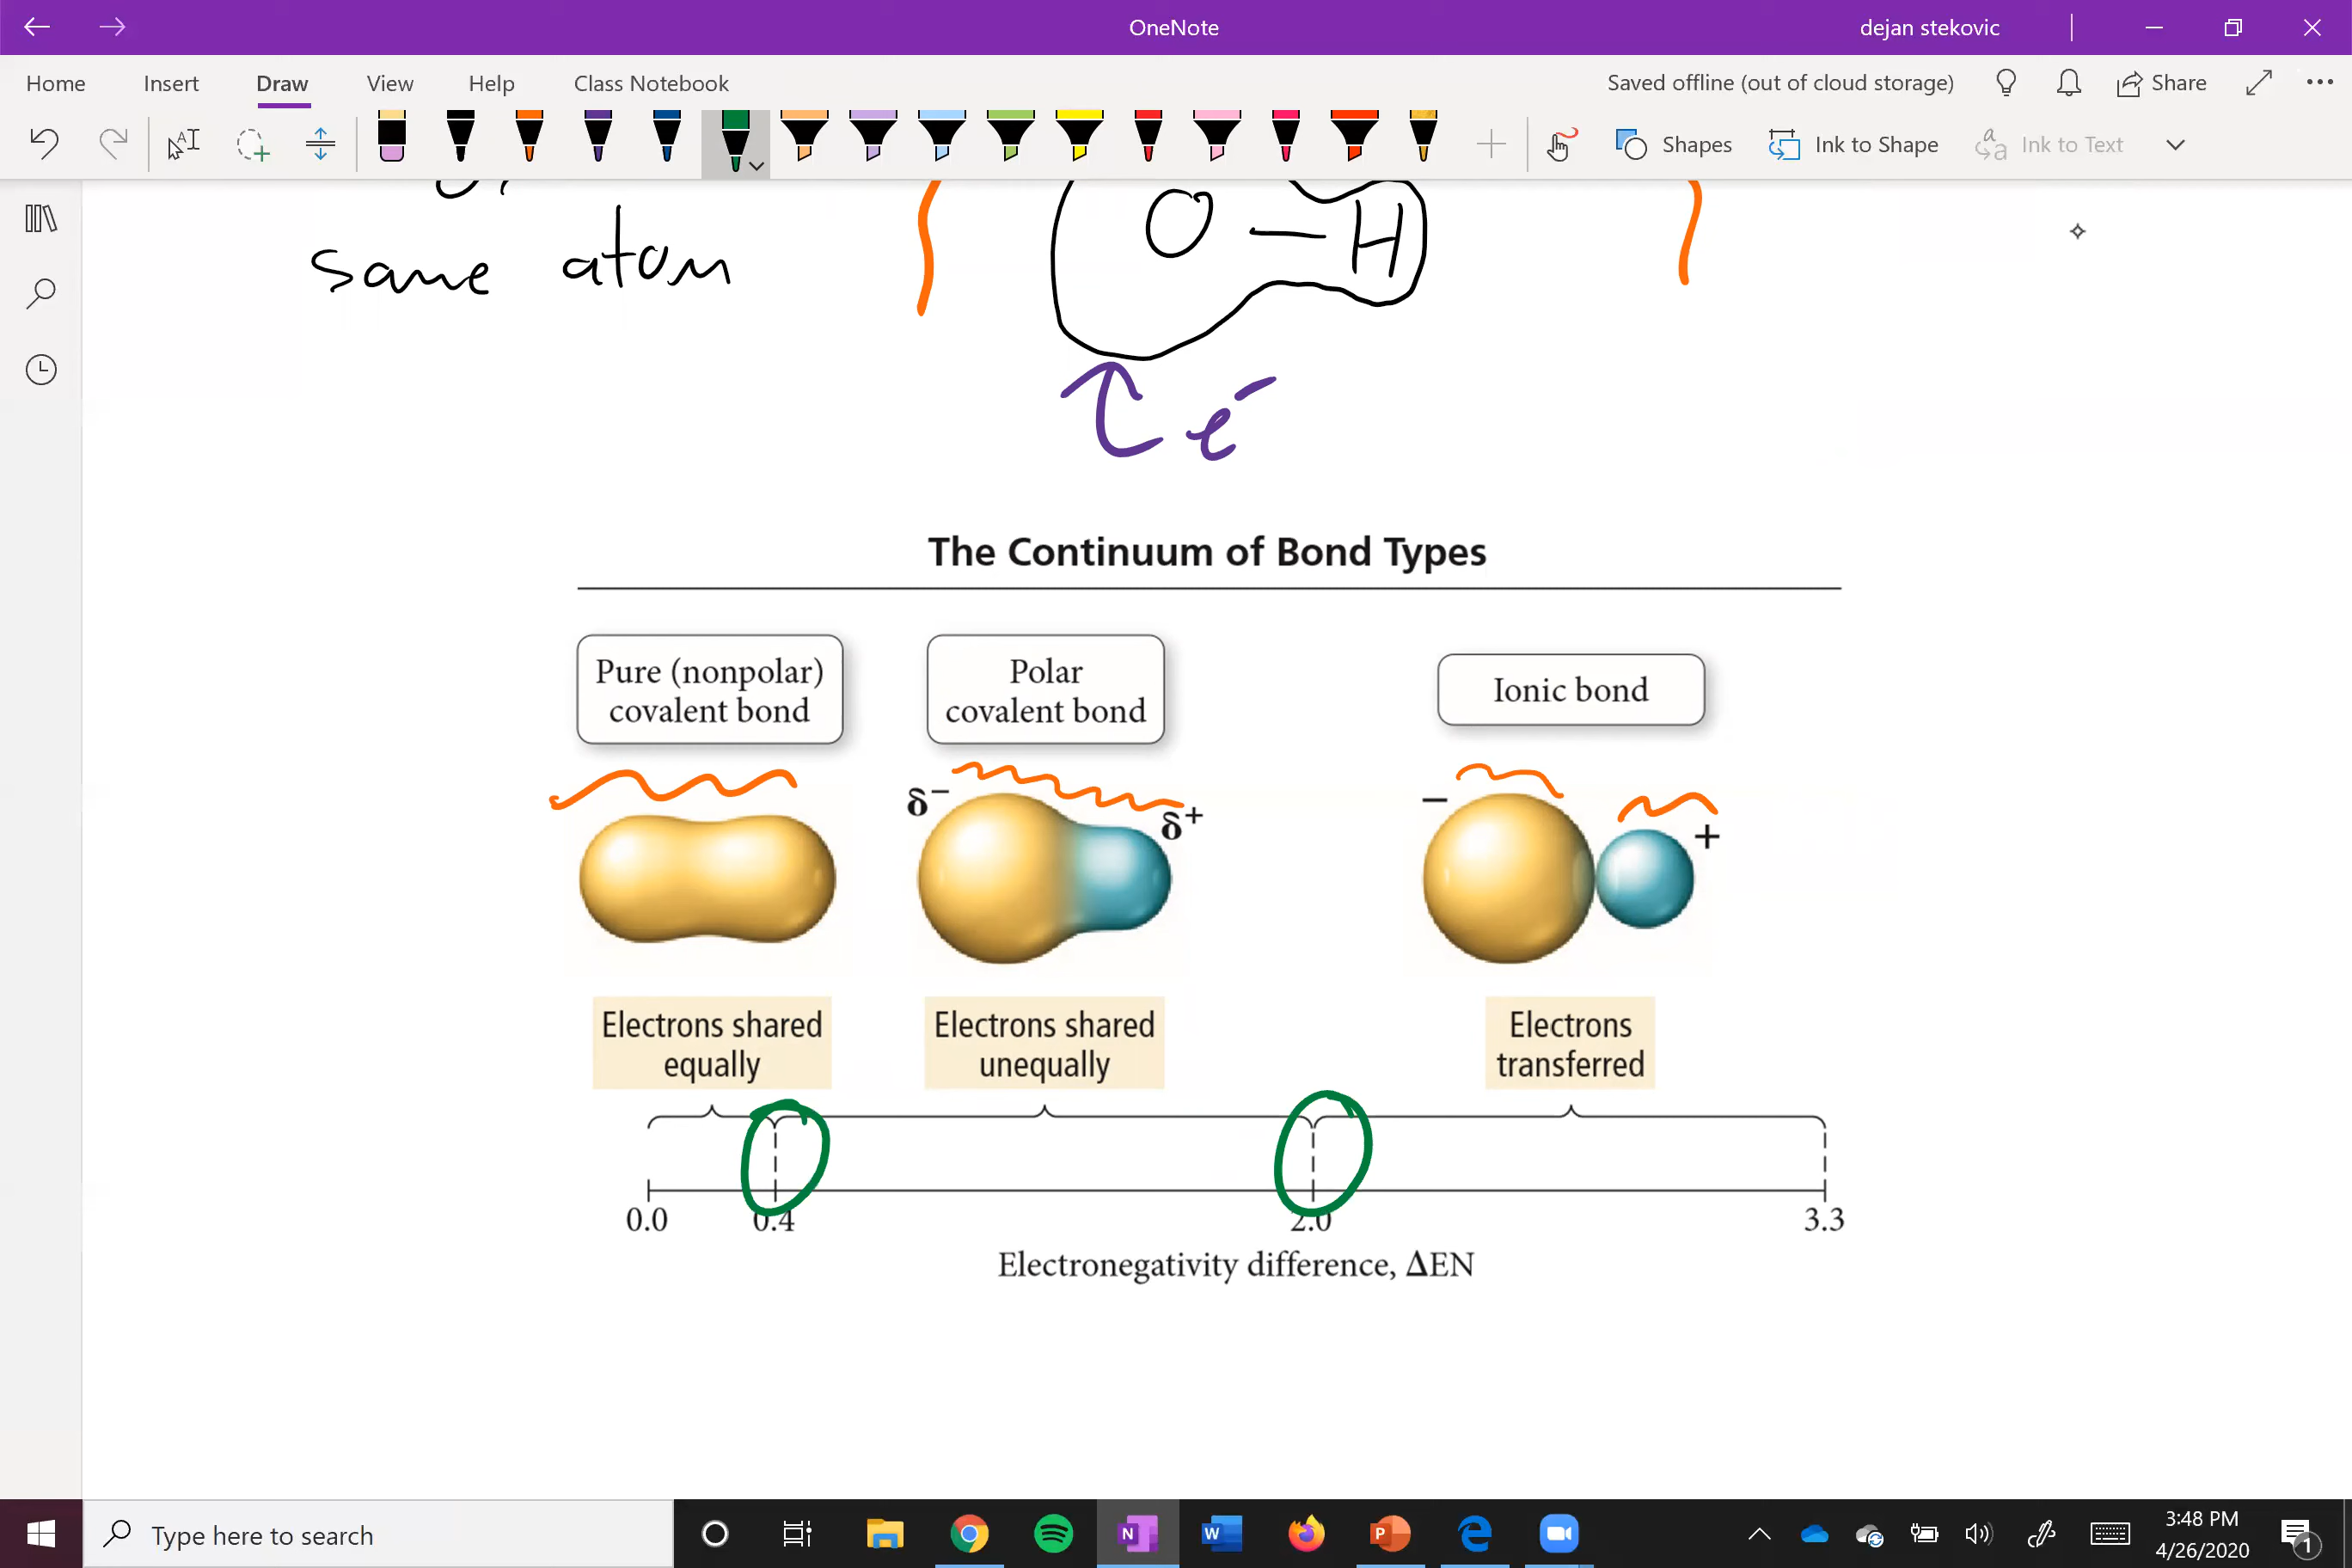 OneNote
dejan stekovic
Home Insert Draw View Help Class Notebook
Saved offline (out of cloud storage) Share
Shapes Ink to Shape Ink to Text
same atom
O — H
e⁻
The Continuum of Bond Types
Pure (nonpolar)
covalent bond
Polar
covalent bond
Ionic bond
δ⁻
δ⁺
−
+
Electrons shared
equally
Electrons shared
unequally
Electrons
transferred
0.0 0.4 2.0 3.3
Electronegativity difference, ΔEN
Type here to search
3:48 PM
4/26/2020
1